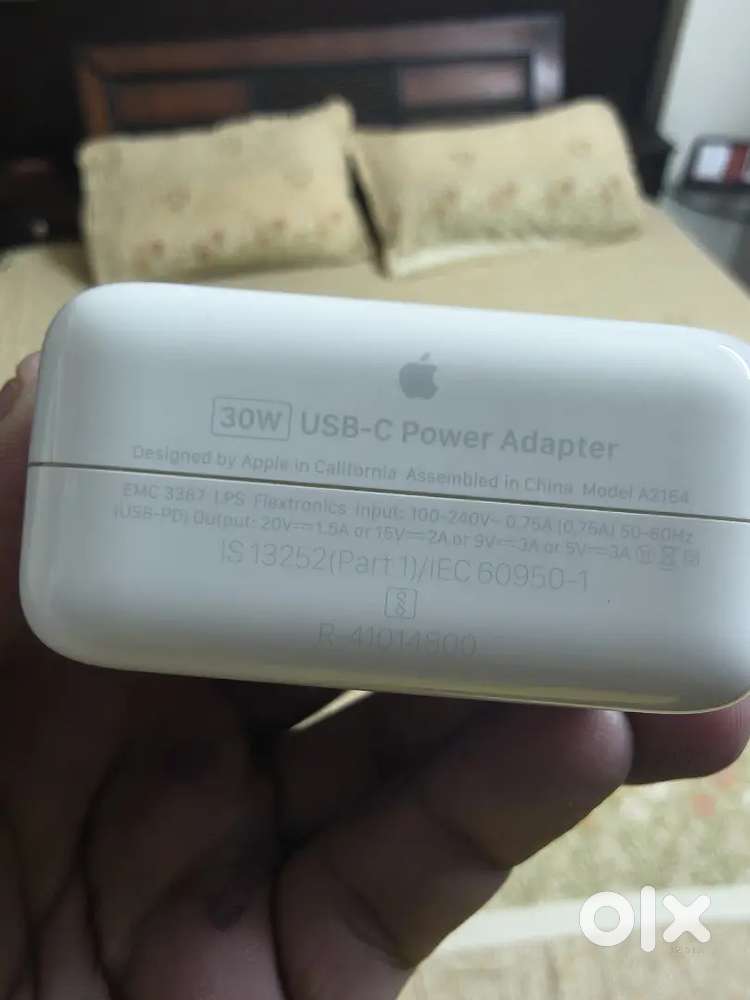 30W USB-C Power Adapter
Designed by Apple in California Assembled in China Model A2164
EMC 3387 LPS Flextronics Input: 100-240V~ 0.75A (0,75A) 50-60Hz
(USB-PD) Output: 20V⎓1.5A or 15V⎓2A or 9V⎓3A or 5V⎓3A
IS 13252(Part 1)/IEC 60950-1
R-41014900
olx